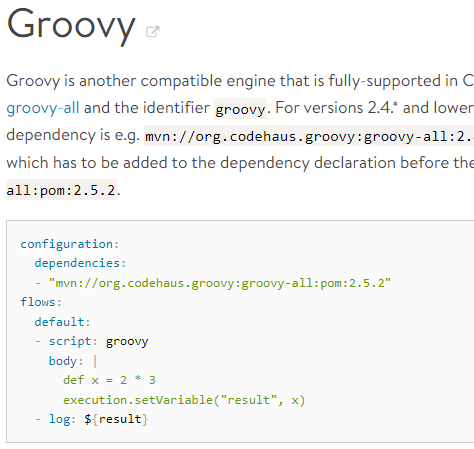 Groovy
Groovy is another compatible engine that is fully-supported in C
groovy-all and the identifier groovy. For versions 2.4.* and lower
dependency is e.g. mvn://org.codehaus.groovy:groovy-all:2.
which has to be added to the dependency declaration before the
all:pom:2.5.2.
configuration:
  dependencies:
  - "mvn://org.codehaus.groovy:groovy-all:pom:2.5.2"
flows:
  default:
  - script: groovy
    body: |
      def x = 2 * 3
      execution.setVariable("result", x)
  - log: ${result}